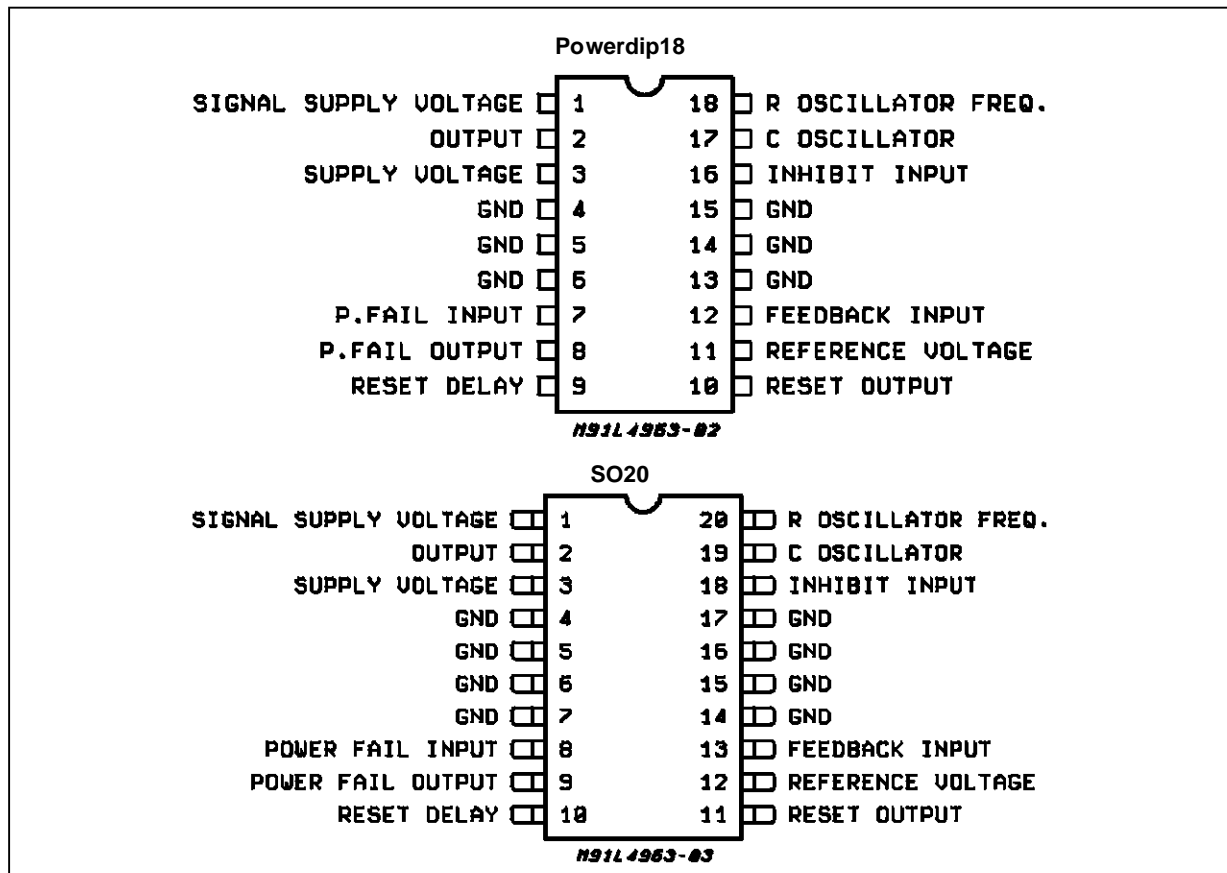 Powerdip18
SIGNAL SUPPLY VOLTAGE 1 18 R OSCILLATOR FREQ.
OUTPUT 2 17 C OSCILLATOR
SUPPLY VOLTAGE 3 16 INHIBIT INPUT
GND 4 15 GND
GND 5 14 GND
GND 6 13 GND
P.FAIL INPUT 7 12 FEEDBACK INPUT
P.FAIL OUTPUT 8 11 REFERENCE VOLTAGE
RESET DELAY 9 10 RESET OUTPUT
M91L4963-02
SO20
SIGNAL SUPPLY VOLTAGE 1 20 R OSCILLATOR FREQ.
OUTPUT 2 19 C OSCILLATOR
SUPPLY VOLTAGE 3 18 INHIBIT INPUT
GND 4 17 GND
GND 5 16 GND
GND 6 15 GND
GND 7 14 GND
POWER FAIL INPUT 8 13 FEEDBACK INPUT
POWER FAIL OUTPUT 9 12 REFERENCE VOLTAGE
RESET DELAY 10 11 RESET OUTPUT
M91L4963-03